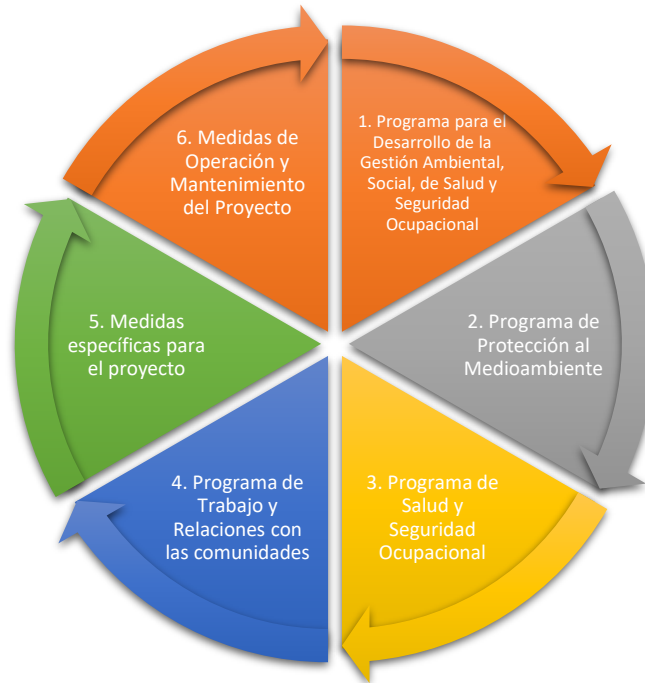 1. Programa para el
Desarrollo de la
Gestión Ambiental,
Social, de Salud y
Seguridad
Ocupacional
2. Programa de
Protección al
Medioambiente
3. Programa de
Salud y
Seguridad
Ocupacional
4. Programa de
Trabajo y
Relaciones con
las comunidades
5. Medidas
específicas para
el proyecto
6. Medidas de
Operación y
Mantenimiento
del Proyecto